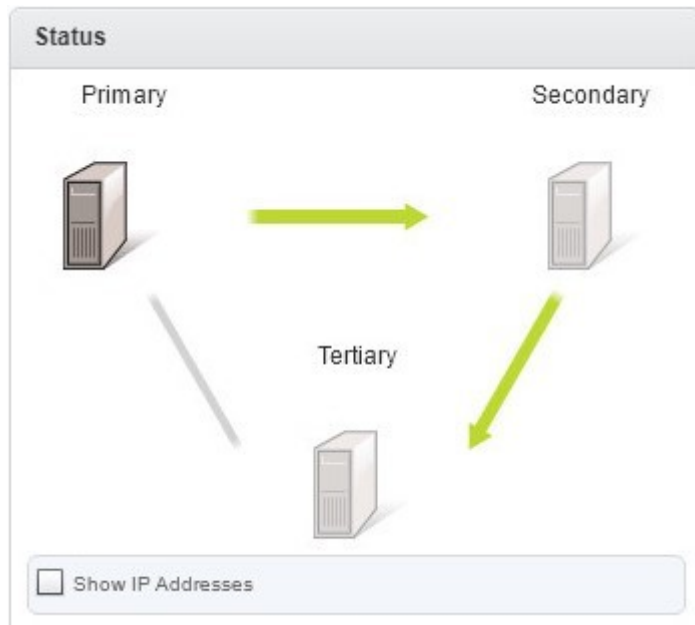 Status
Primary
Secondary
Tertiary
Show IP Addresses